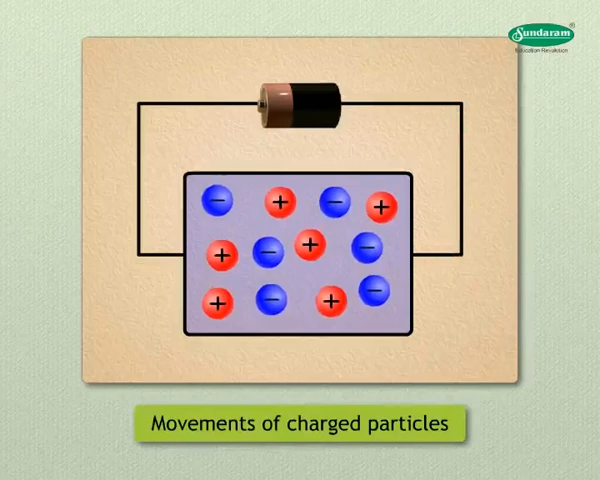 Sundaram
®
Education Revolution
− + − +
+ − + −
+ − + −
Movements of charged particles